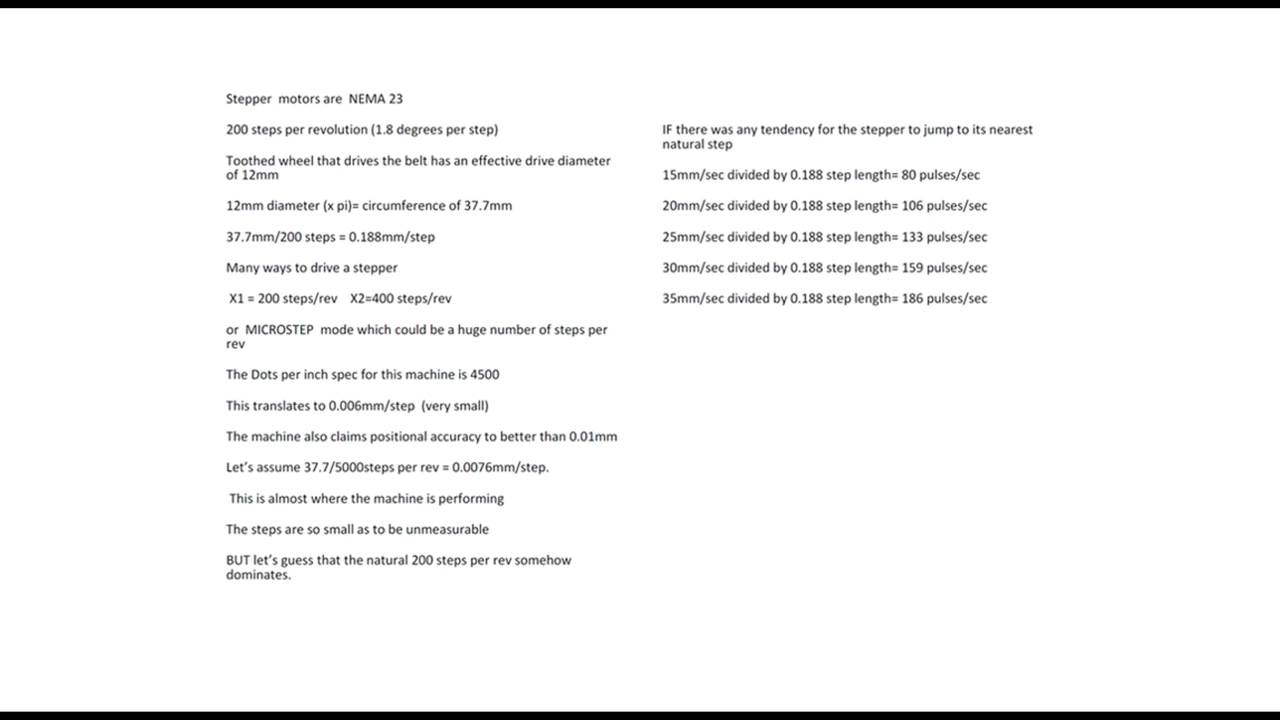 Stepper motors are NEMA 23
200 steps per revolution (1.8 degrees per step)
Toothed wheel that drives the belt has an effective drive diameter
of 12mm
12mm diameter (x pi)= circumference of 37.7mm
37.7mm/200 steps = 0.188mm/step
Many ways to drive a stepper
X1 = 200 steps/rev X2=400 steps/rev
or MICROSTEP mode which could be a huge number of steps per
rev
The Dots per inch spec for this machine is 4500
This translates to 0.006mm/step (very small)
The machine also claims positional accuracy to better than 0.01mm
Let's assume 37.7/5000steps per rev = 0.0076mm/step.
This is almost where the machine is performing
The steps are so small as to be unmeasurable
BUT let's guess that the natural 200 steps per rev somehow
dominates.
IF there was any tendency for the stepper to jump to its nearest
natural step
15mm/sec divided by 0.188 step length= 80 pulses/sec
20mm/sec divided by 0.188 step length= 106 pulses/sec
25mm/sec divided by 0.188 step length= 133 pulses/sec
30mm/sec divided by 0.188 step length= 159 pulses/sec
35mm/sec divided by 0.188 step length= 186 pulses/sec